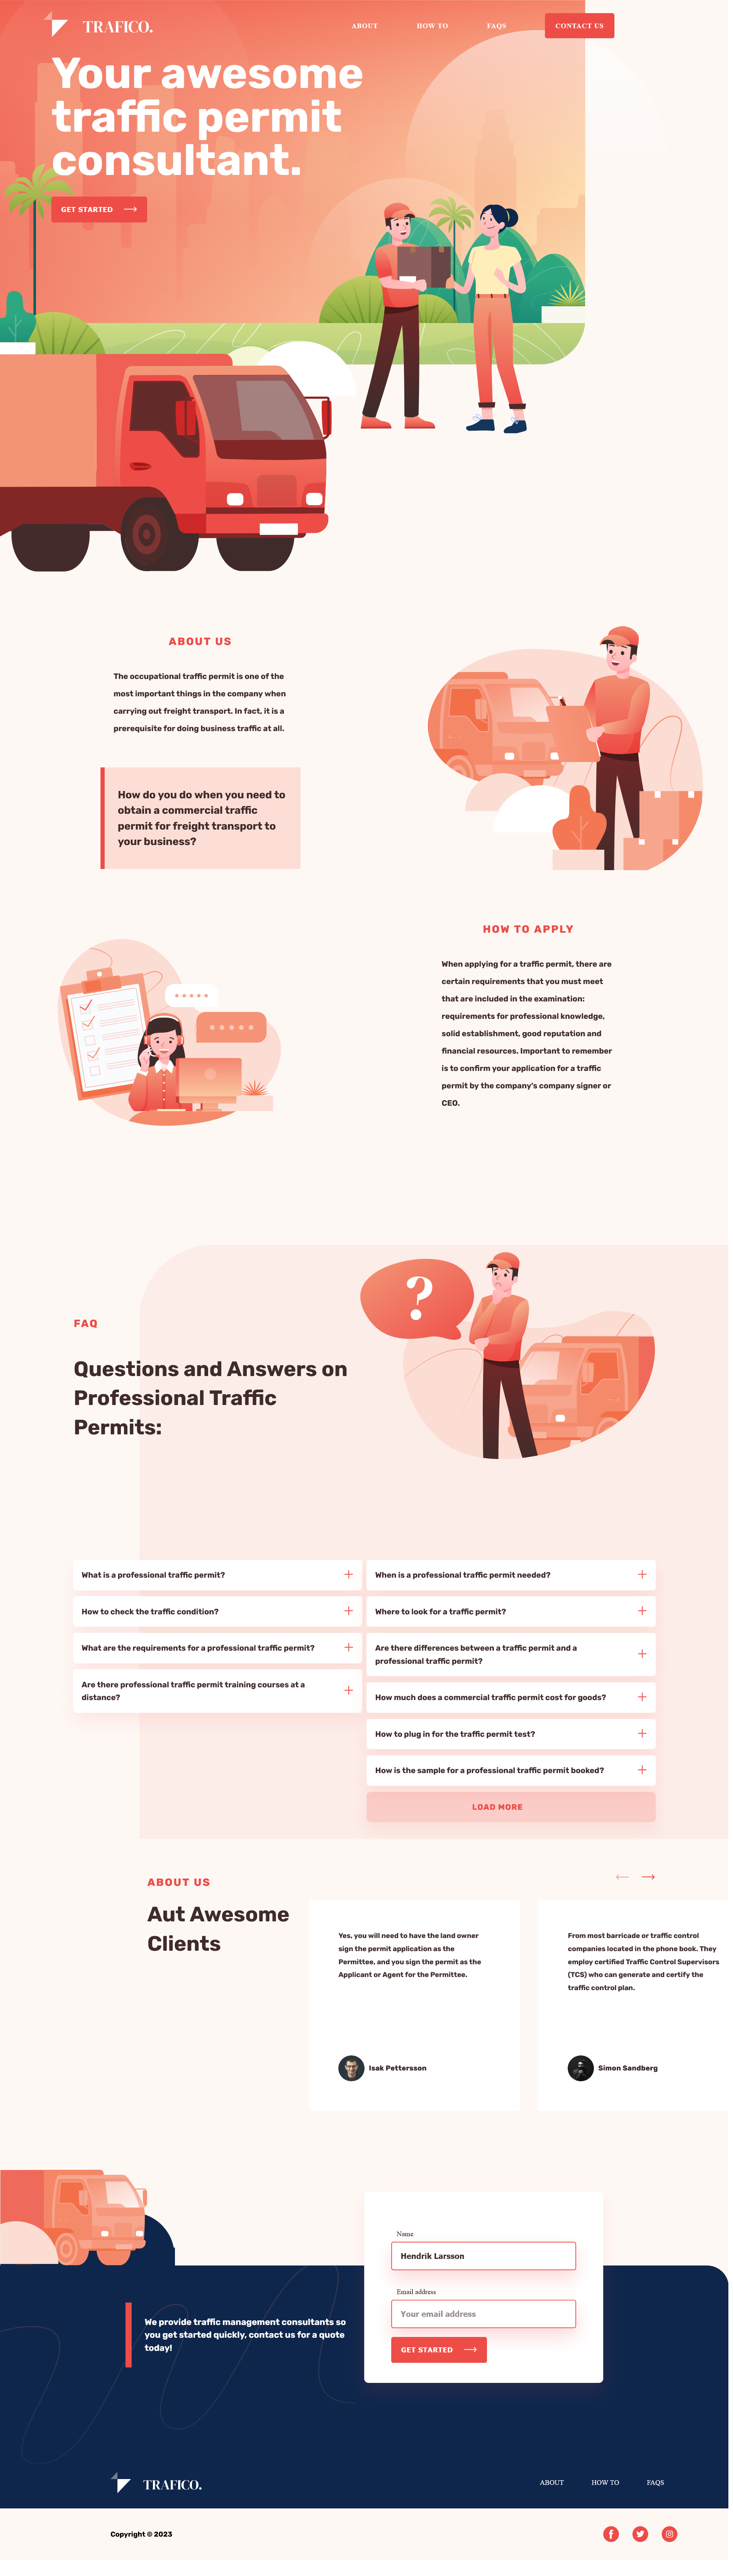 TRAFICO.
ABOUT
HOW TO
FAQS
CONTACT US
Your awesome
traffic permit
consultant.
GET STARTED
ABOUT US
The occupational traffic permit is one of the
most important things in the company when
carrying out freight transport. In fact, it is a
prerequisite for doing business traffic at all.
How do you do when you need to
obtain a commercial traffic
permit for freight transport to
your business?
HOW TO APPLY
When applying for a traffic permit, there are
certain requirements that you must meet
that are included in the examination:
requirements for professional knowledge,
solid establishment, good reputation and
financial resources. Important to remember
is to confirm your application for a traffic
permit by the company's company signer or
CEO.
?
FAQ
Questions and Answers on
Professional Traffic
Permits:
What is a professional traffic permit?
How to check the traffic condition?
What are the requirements for a professional traffic permit?
Are there professional traffic permit training courses at a
distance?
When is a professional traffic permit needed?
Where to look for a traffic permit?
Are there differences between a traffic permit and a
professional traffic permit?
How much does a commercial traffic permit cost for goods?
How to plug in for the traffic permit test?
How is the sample for a professional traffic permit booked?
LOAD MORE
ABOUT US
Aut Awesome
Clients
Yes, you will need to have the land owner
sign the permit application as the
Permittee, and you sign the permit as the
Applicant or Agent for the Permittee.
Isak Pettersson
From most barricade or traffic control
companies located in the phone book. They
employ certified Traffic Control Supervisors
(TCS) who can generate and certify the
traffic control plan.
Simon Sandberg
We provide traffic management consultants so
you get started quickly, contact us for a quote
today!
Name
Hendrik Larsson
Email address
Your email address
GET STARTED
TRAFICO.
ABOUT
HOW TO
FAQS
Copyright © 2023